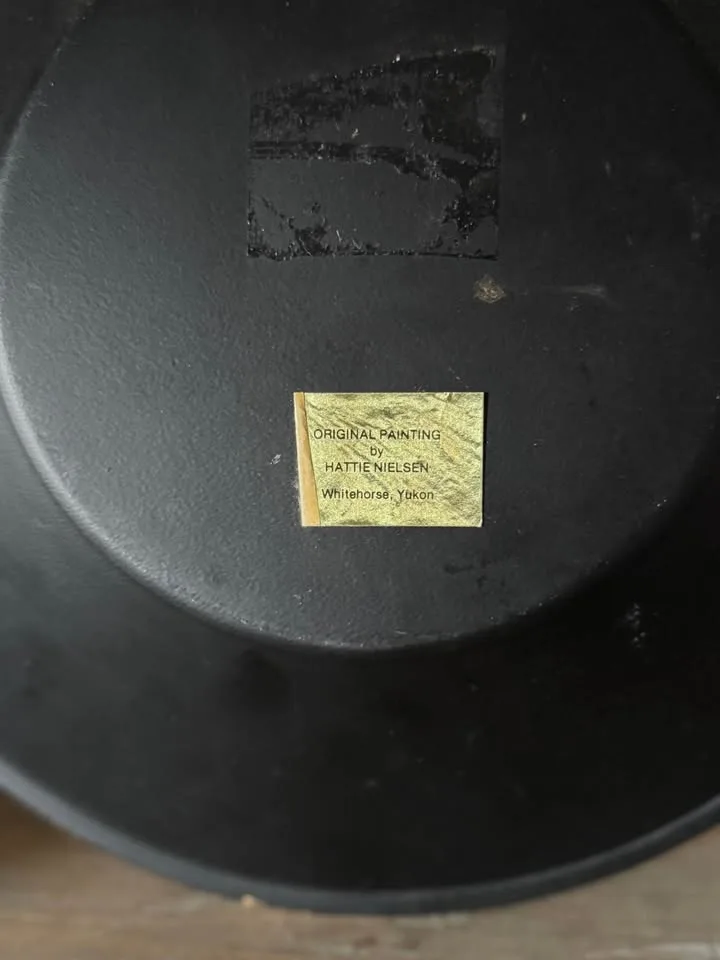 ORIGINAL PAINTING
by
HATTIE NIELSEN
Whitehorse, Yukon